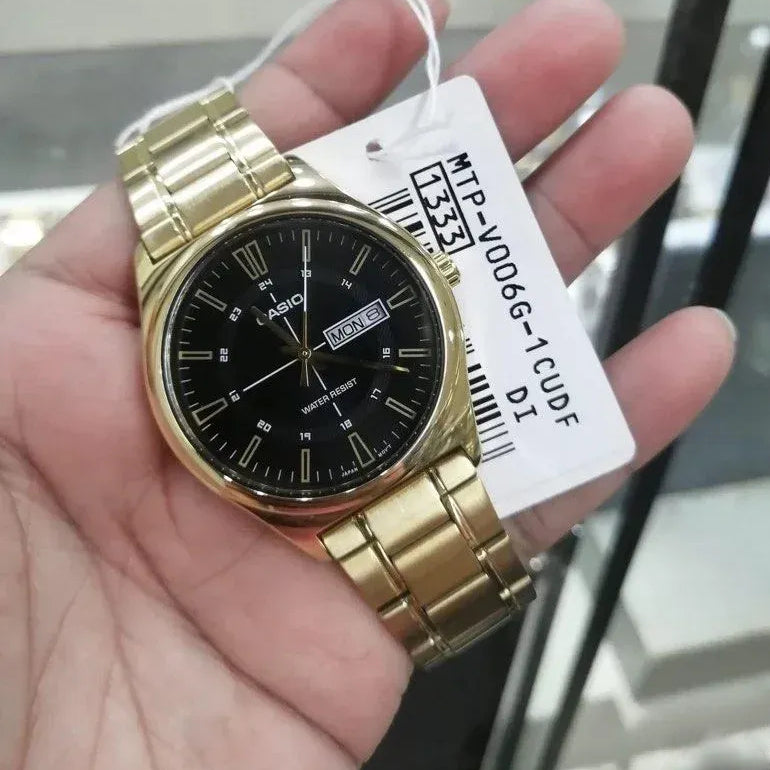 CASIO
MON 8
WATER RESIST
24
13
14
16
17
18
19
20
21
22
23
JAPAN MOVT
MTP-V006G-1CUDF
1333
DI